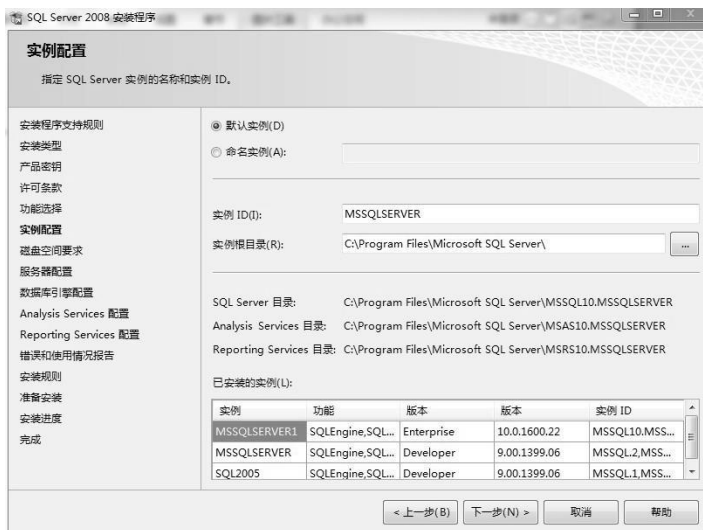 SQL Server 2008 安装程序
实例配置
指定 SQL Server 实例的名称和实例 ID。
安装程序支持规则
安装类型
产品密钥
许可条款
功能选择
实例配置
磁盘空间要求
服务器配置
数据库引擎配置
Analysis Services 配置
Reporting Services 配置
错误和使用情况报告
安装规则
准备安装
安装进度
完成
默认实例(D)
命名实例(A):
实例 ID(I): MSSQLSERVER
实例根目录(R): C:\Program Files\Microsoft SQL Server\ ...
SQL Server 目录: C:\Program Files\Microsoft SQL Server\MSSQL10.MSSQLSERVER
Analysis Services 目录: C:\Program Files\Microsoft SQL Server\MSAS10.MSSQLSERVER
Reporting Services 目录: C:\Program Files\Microsoft SQL Server\MSRS10.MSSQLSERVER
已安装的实例(L):
实例 功能 版本 版本 实例 ID
MSSQLSERVER1 SQLEngine,SQL... Enterprise 10.0.1600.22 MSSQL10.MSS...
MSSQLSERVER SQLEngine,SQL... Developer 9.00.1399.06 MSSQL.2,MSS...
SQL2005 SQLEngine,SQL... Developer 9.00.1399.06 MSSQL.1,MSS...
< 上一步(B) 下一步(N) > 取消 帮助